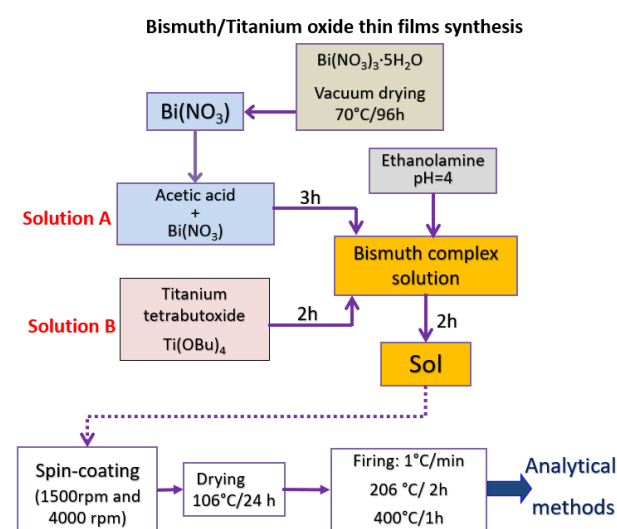 Bismuth/Titanium oxide thin films synthesis
Bi(NO₃)₃·5H₂O
Vacuum drying
70°C/96h
Bi(NO₃)
Ethanolamine
pH=4
Solution A
Acetic acid
+
Bi(NO₃)
3h
Bismuth complex
solution
Solution B
Titanium
tetrabutoxide
Ti(OBu)₄
2h
2h
Sol
Spin-coating
(1500rpm and
4000 rpm)
Drying
106°C/24 h
Firing: 1°C/min
206 °C/ 2h
400°C/1h
Analytical
methods